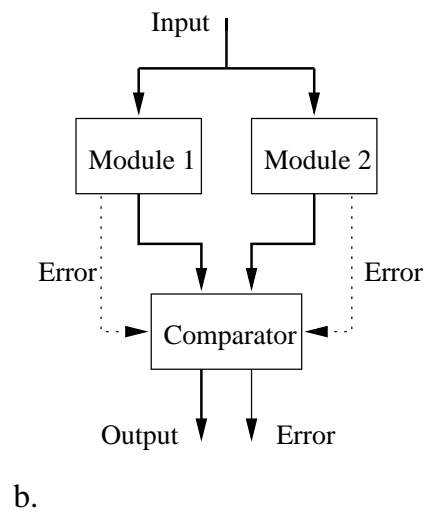 Input
Module 1
Module 2
Error
Error
Comparator
Output
Error
b.